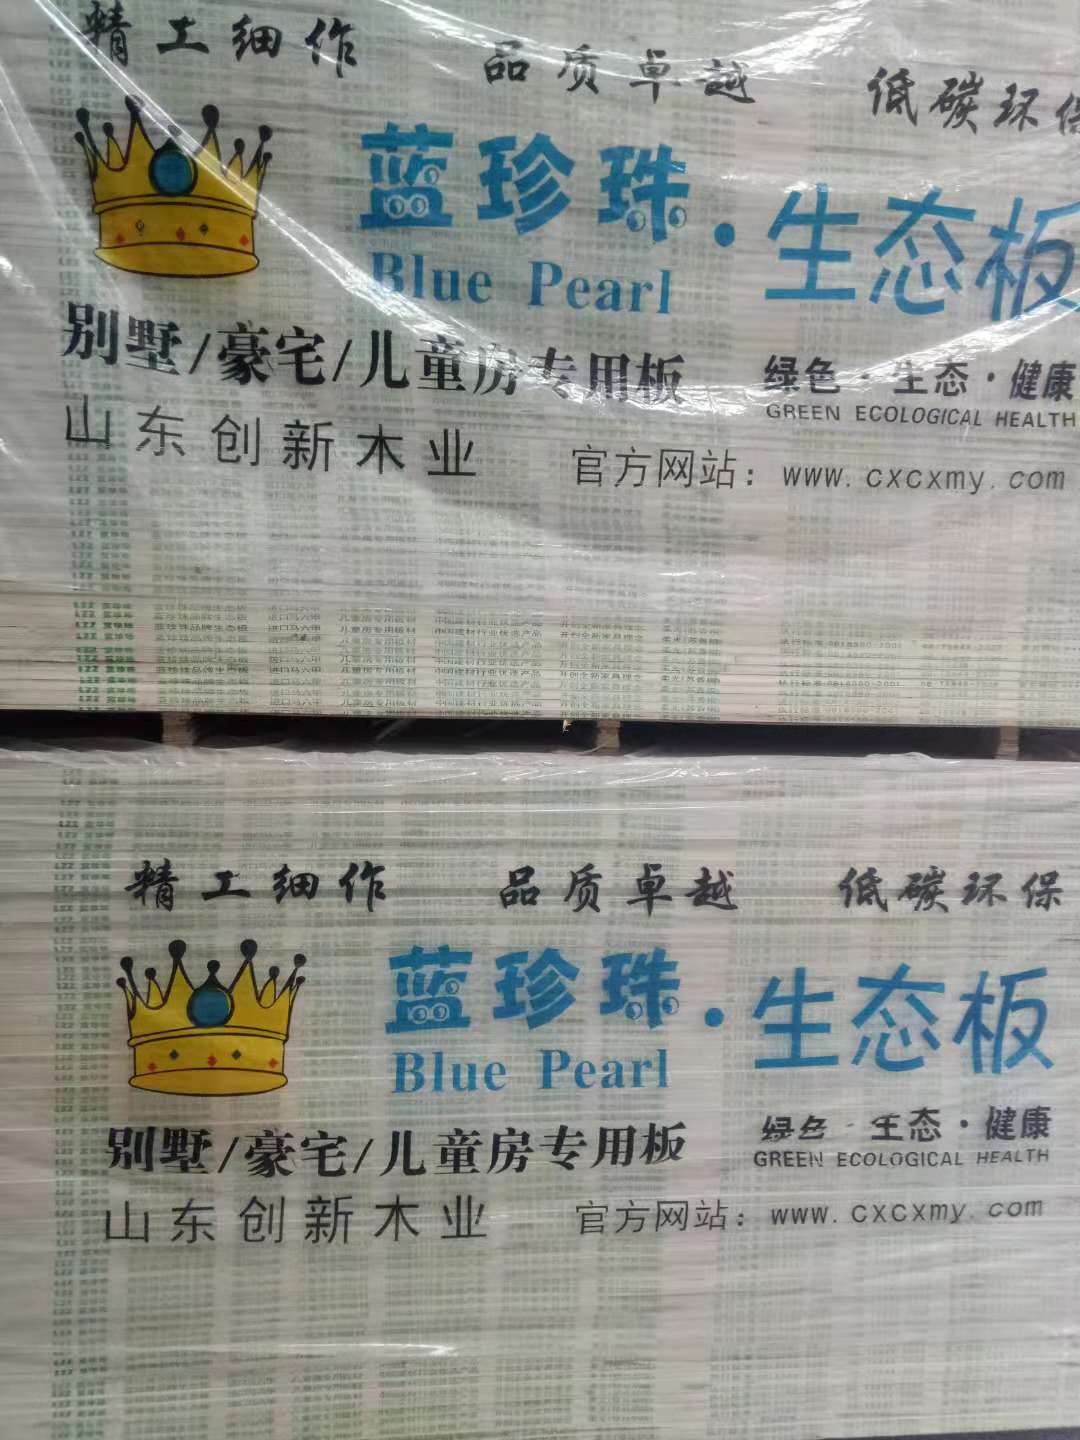 精工细作 品质卓越 低碳环保
蓝珍珠·生态板
Blue Pearl
别墅/豪宅/儿童房专用板 绿色·生态·健康
GREEN ECOLOGICAL HEALTH
山东创新木业 官方网站：www.cxcxmy.com
精工细作 品质卓越 低碳环保
蓝珍珠·生态板
Blue Pearl
别墅/豪宅/儿童房专用板 绿色·生态·健康
GREEN ECOLOGICAL HEALTH
山东创新木业 官方网站：www.cxcxmy.com